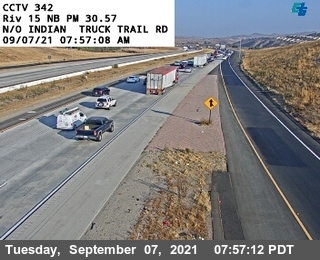 CCTV 342
Riv 15 NB PM 30.57
N/O INDIAN TRUCK TRAIL RD
09/07/21 07:57:08 AM
Tuesday, September 07, 2021 07:57:12 PDT